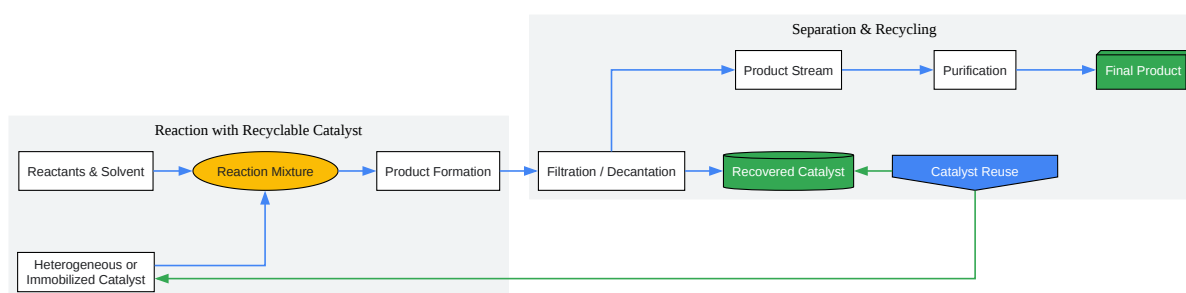 Separation & Recycling
Product Stream
Purification
Final Product
Reaction with Recyclable Catalyst
Reactants & Solvent
Reaction Mixture
Product Formation
Filtration / Decantation
Recovered Catalyst
Catalyst Reuse
Heterogeneous or
Immobilized Catalyst